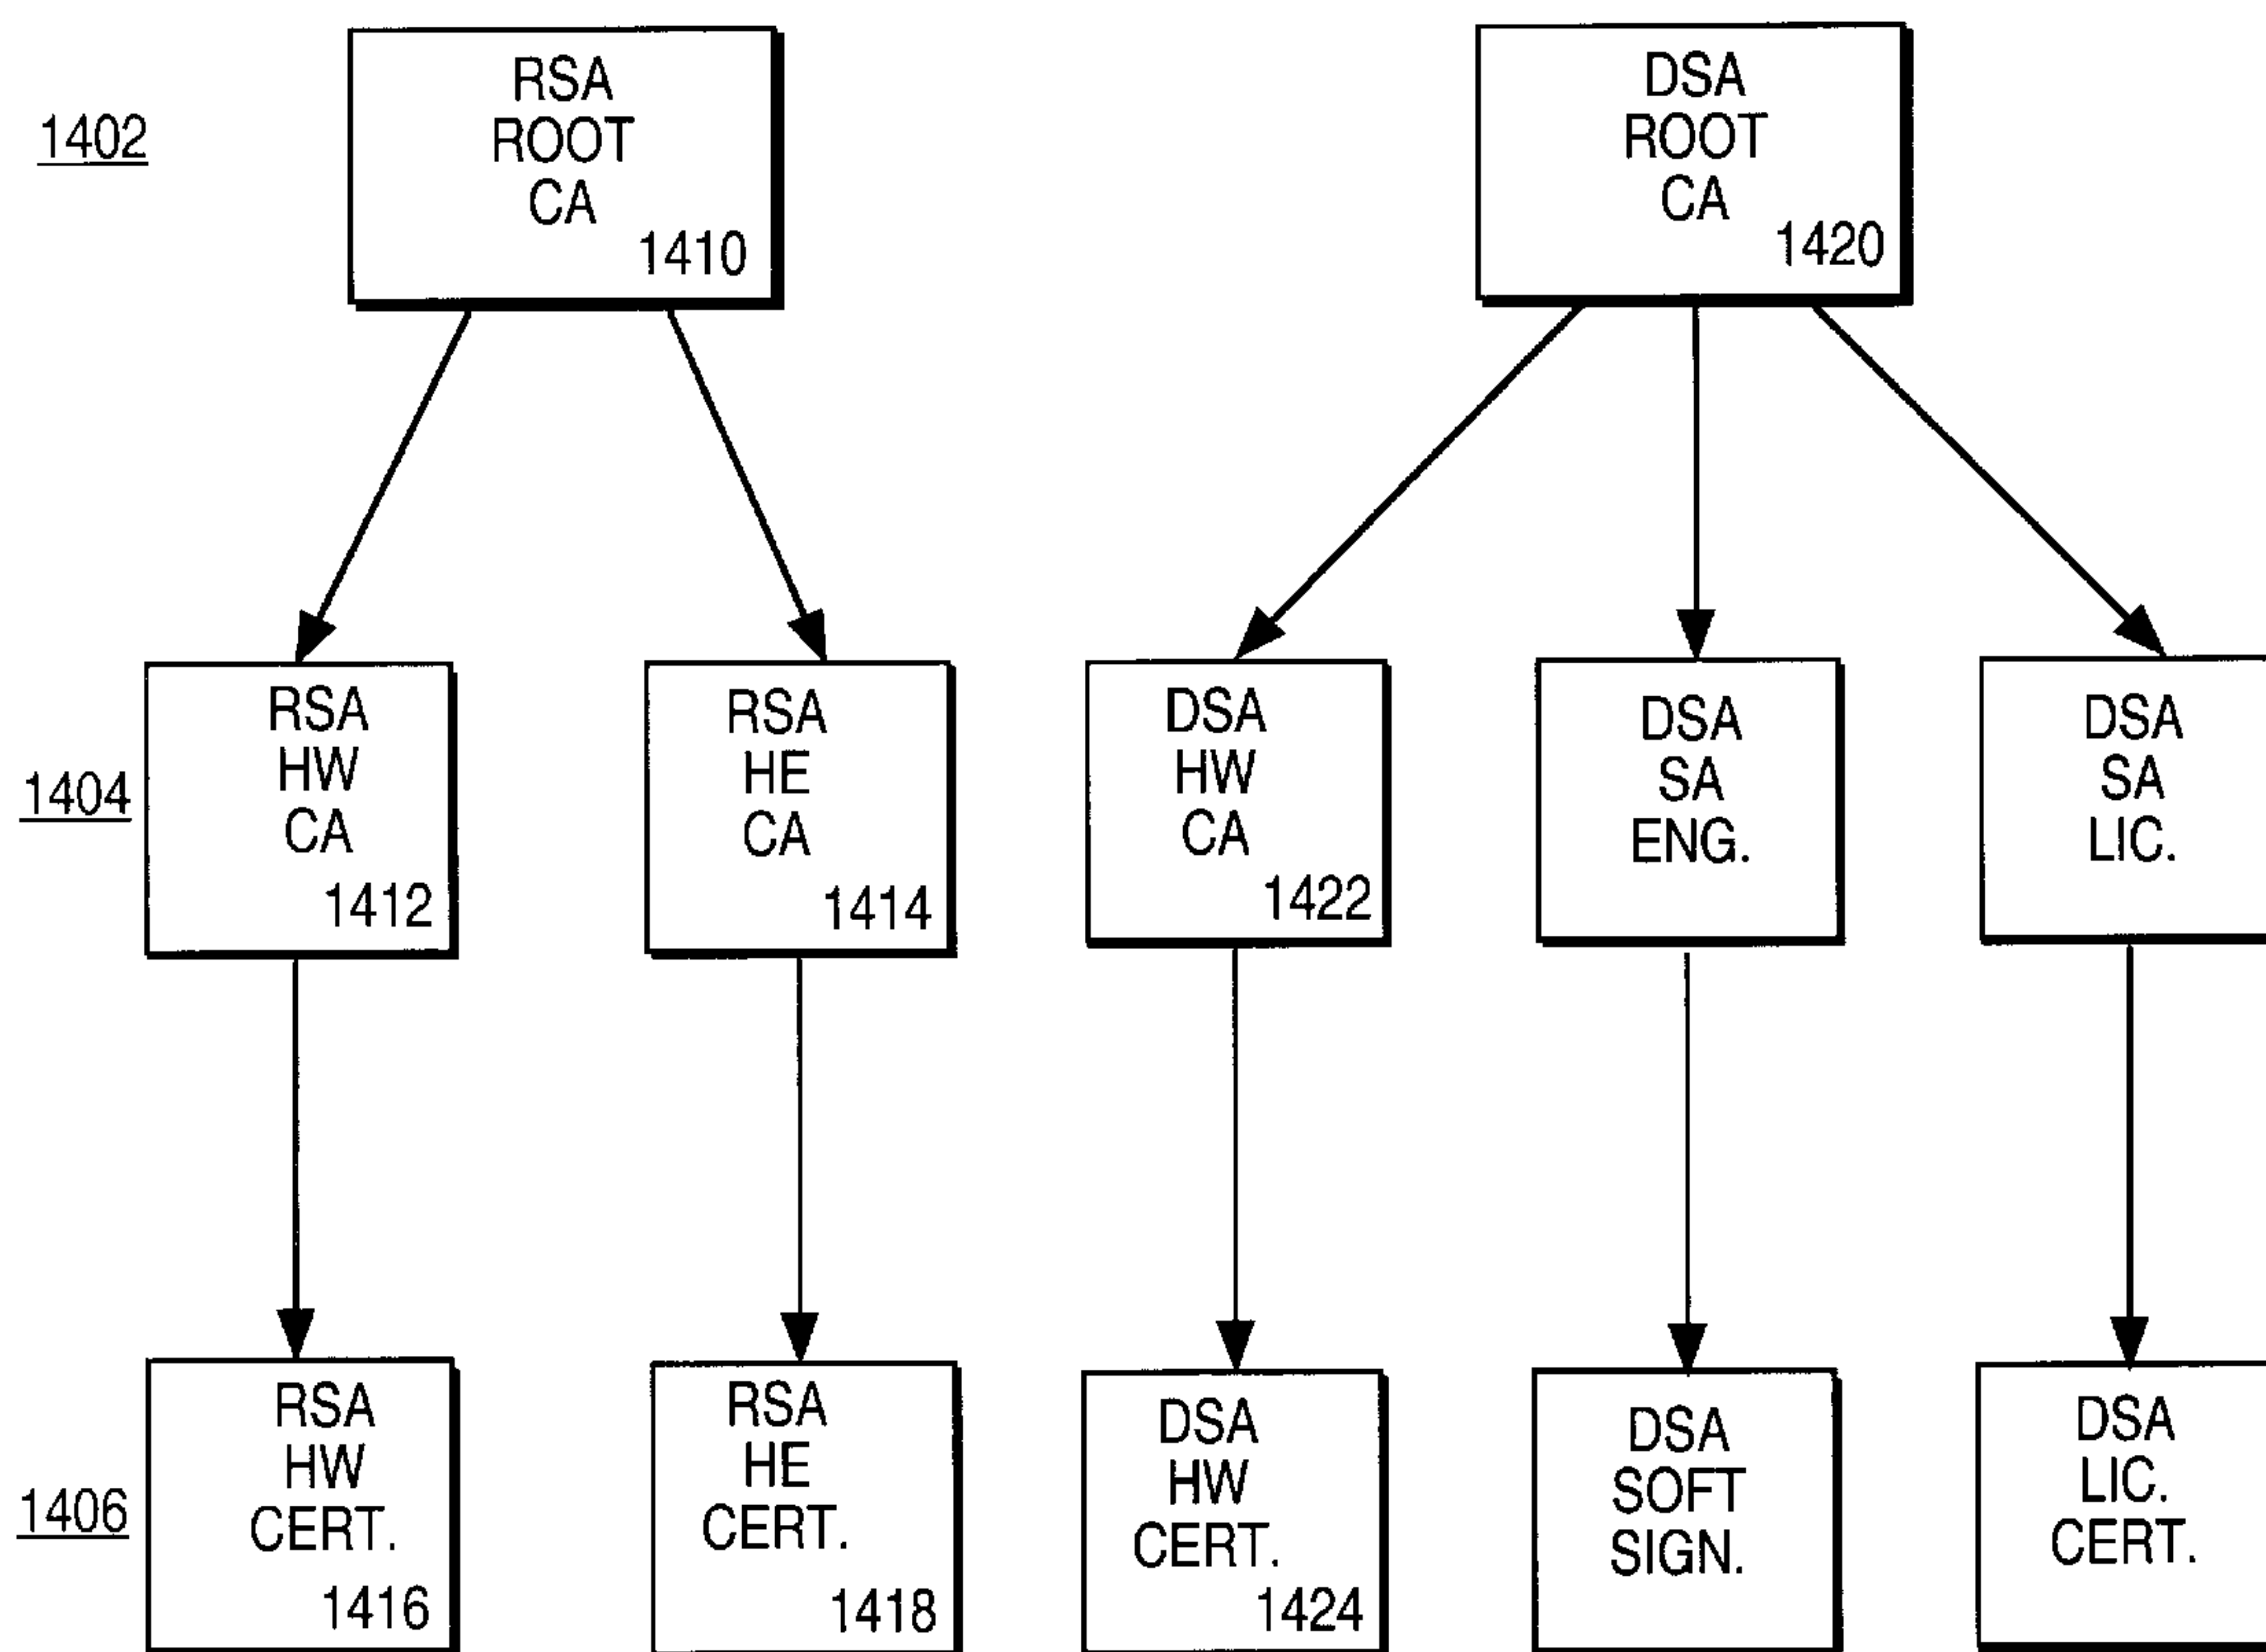 1402
RSA
ROOT
CA
1410
DSA
ROOT
CA
1420
1404
RSA
HW
CA
1412
RSA
HE
CA
1414
DSA
HW
CA
1422
DSA
SA
ENG.
DSA
SA
LIC.
1406
RSA
HW
CERT.
1416
RSA
HE
CERT.
1418
DSA
HW
CERT.
1424
DSA
SOFT
SIGN.
DSA
LIC.
CERT.